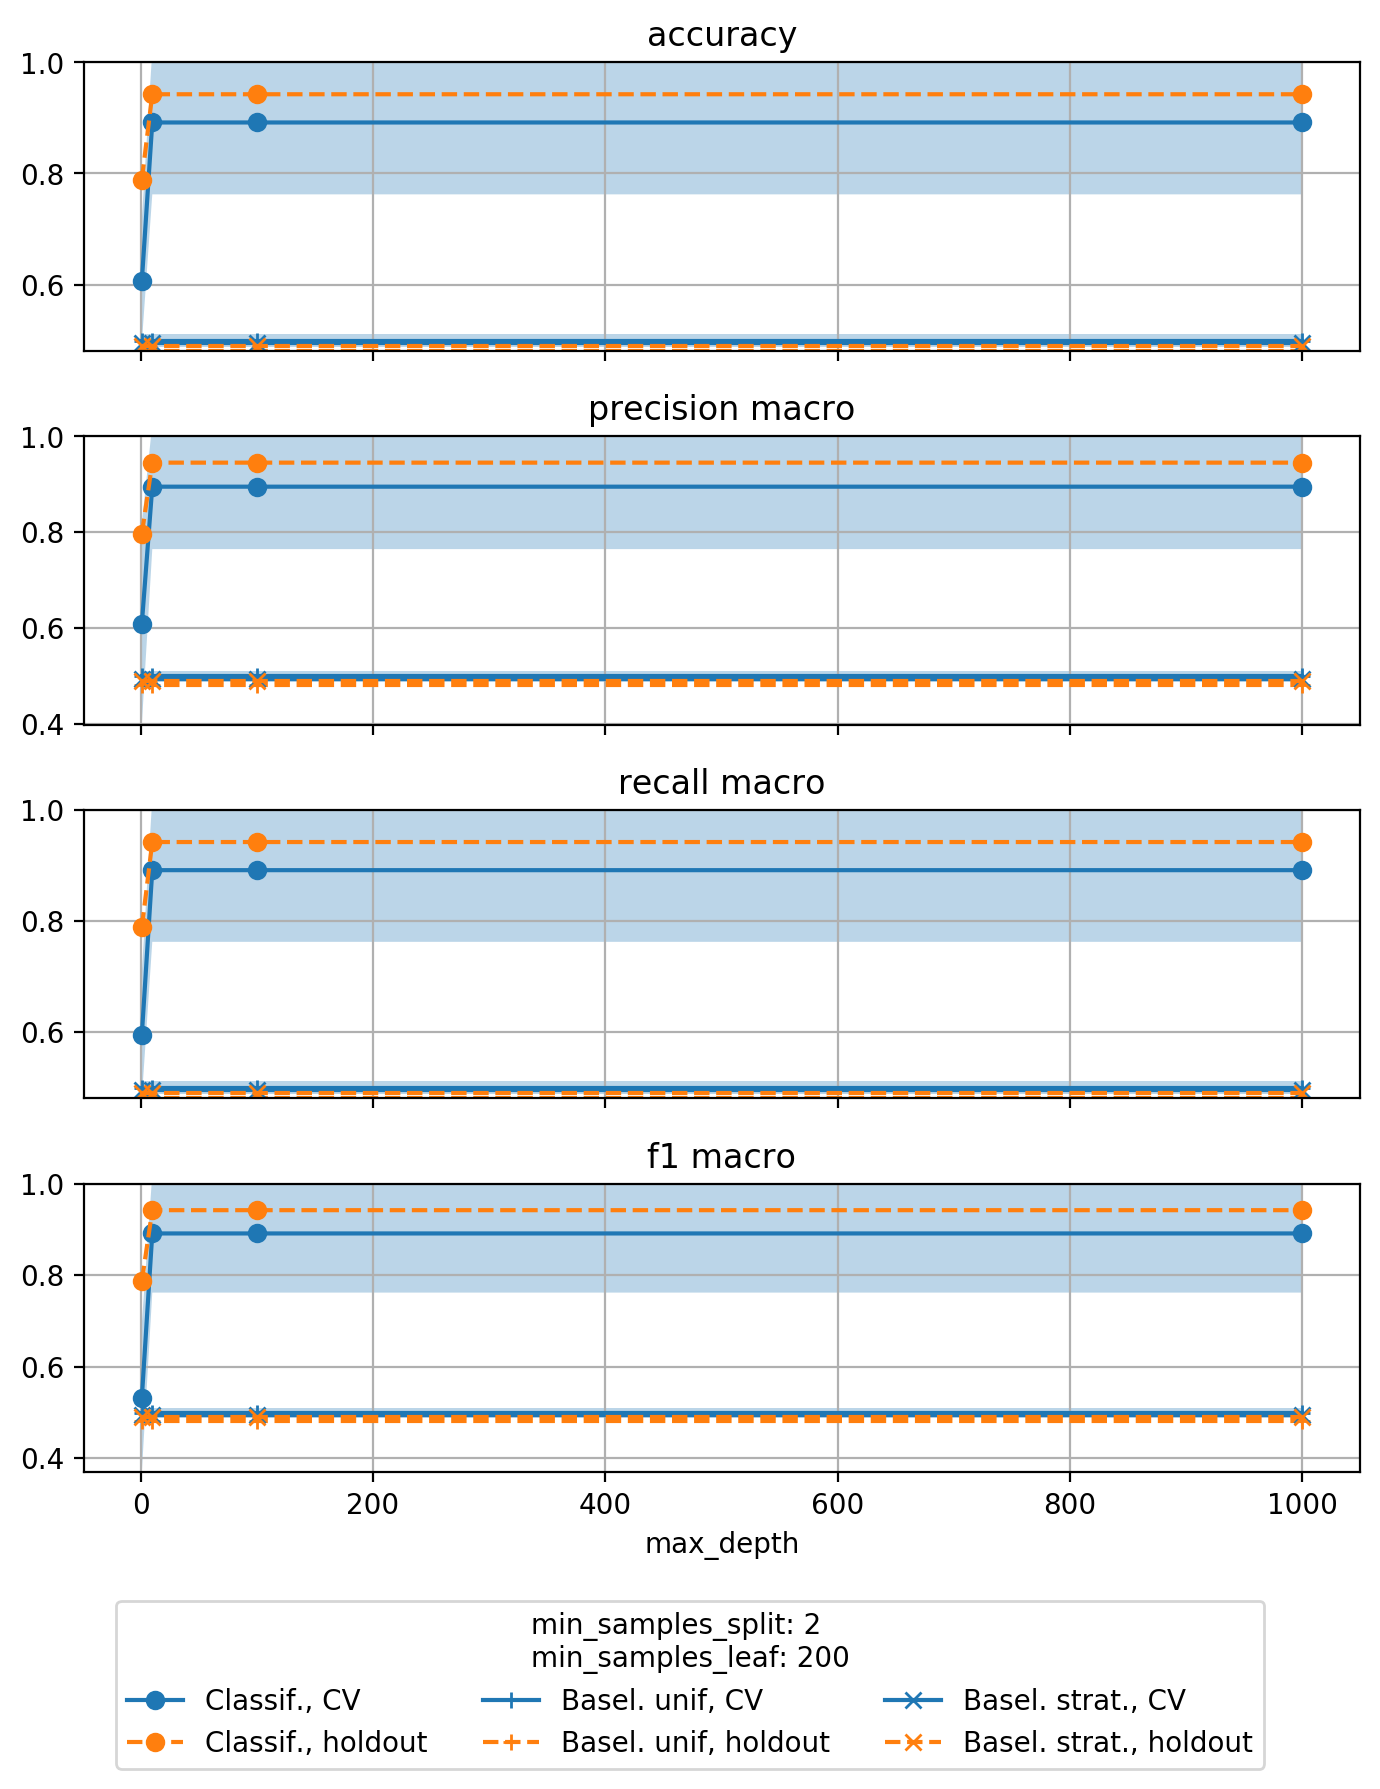 accuracy
1.0
0.8
0.6
precision macro
1.0
0.8
0.6
0.4
recall macro
1.0
0.8
0.6
f1 macro
1.0
0.8
0.6
0.4
0 200 400 600 800 1000
max_depth
min_samples_split: 2
min_samples_leaf: 200
Classif., CV Basel. unif, CV Basel. strat., CV
Classif., holdout Basel. unif, holdout Basel. strat., holdout